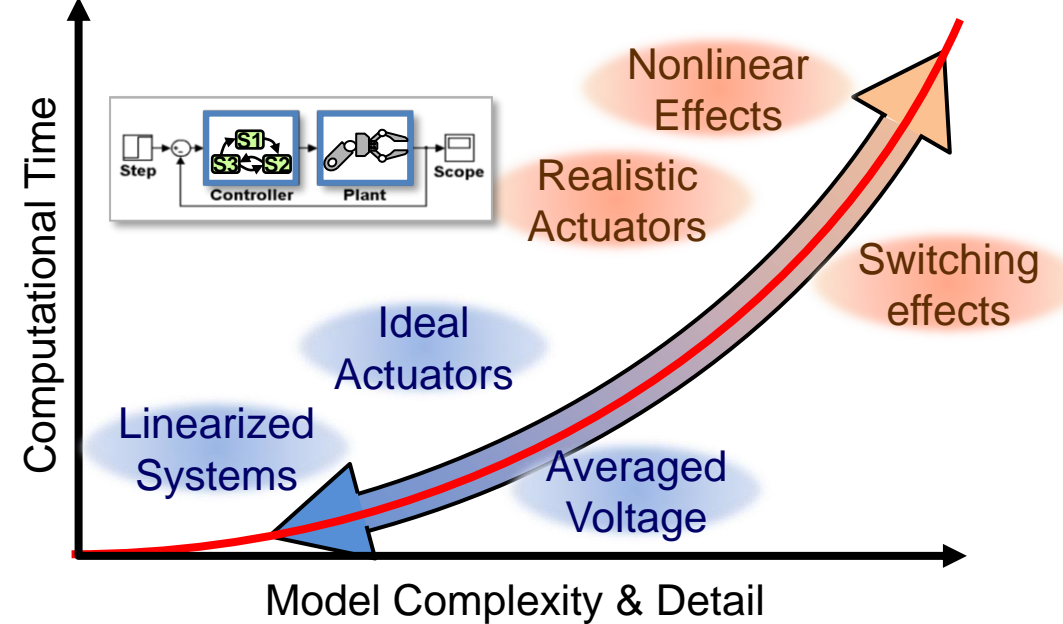 Computational Time
Nonlinear
Effects
Realistic
Actuators
Switching
effects
Ideal
Actuators
Linearized
Systems
Averaged
Voltage
Step
S1
S3
S2
Controller
Plant
Scope
Model Complexity & Detail